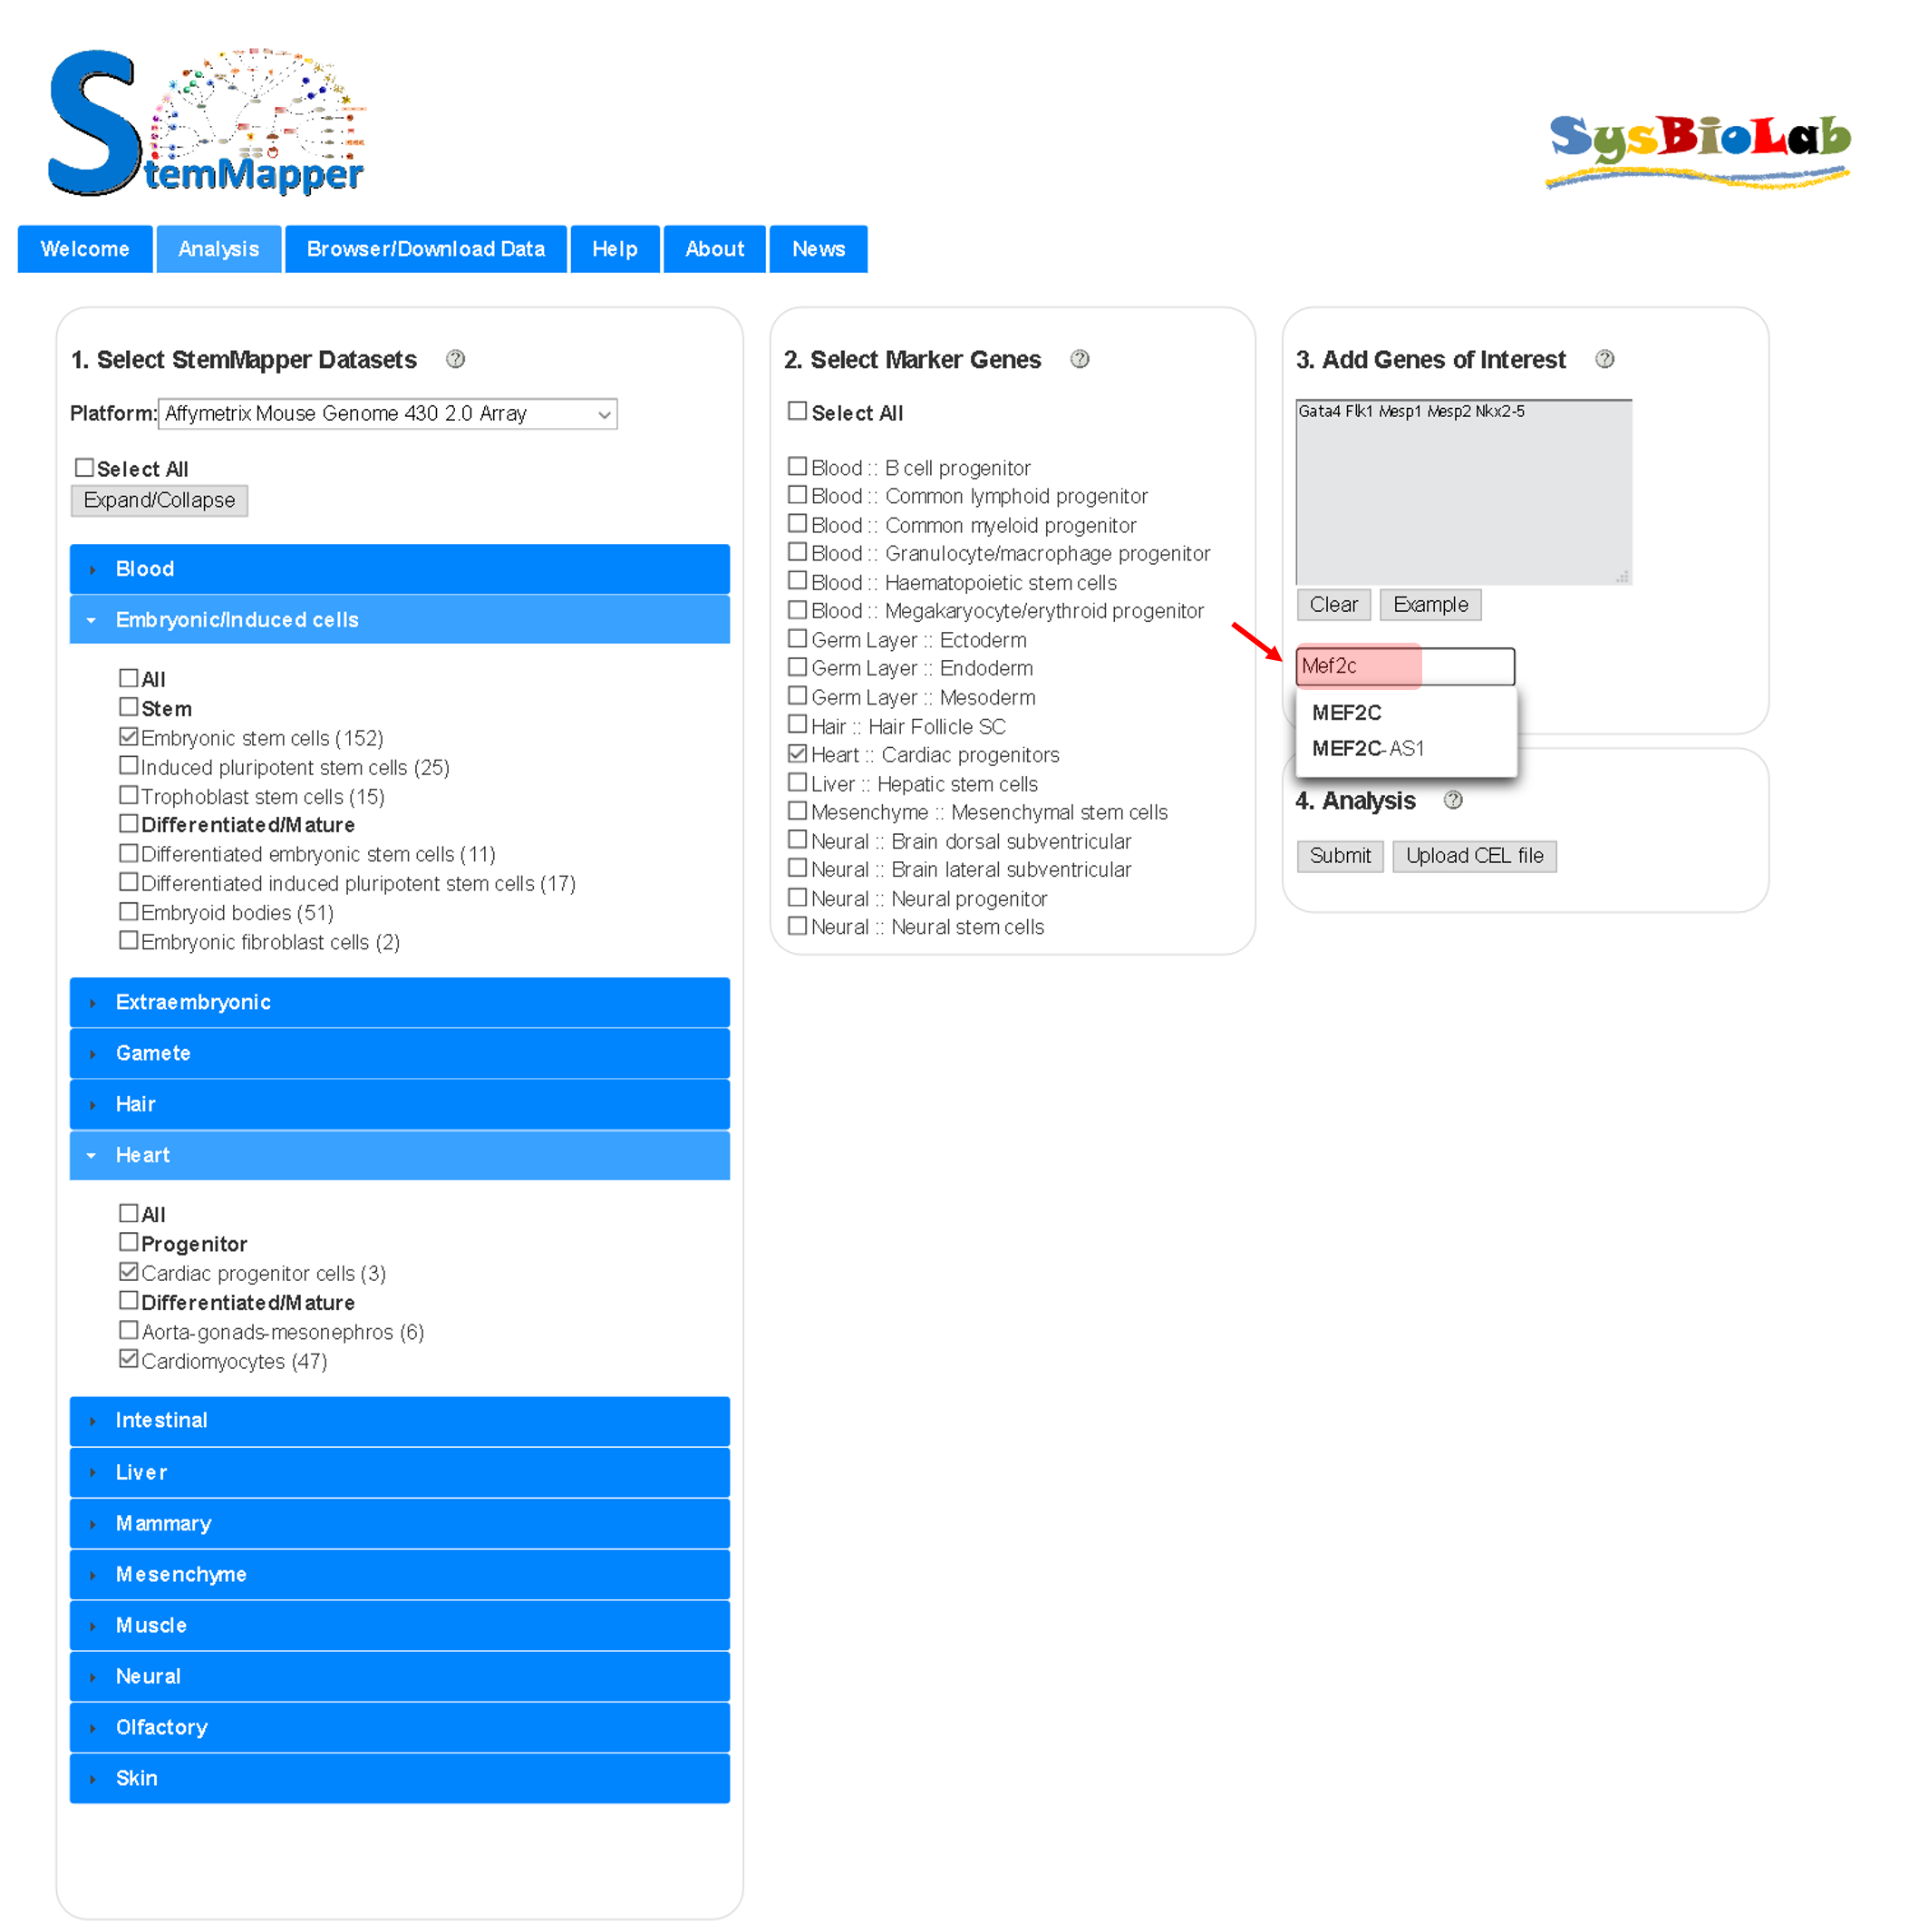 StemMapper
SysBioLab
Welcome
Analysis
Browser/Download Data
Help
About
News
1. Select StemMapper Datasets
Platform: Affymetrix Mouse Genome 430 2.0 Array
Select All
Expand/Collapse
Blood
Embryonic/Induced cells
All
Stem
Embryonic stem cells (152)
Induced pluripotent stem cells (25)
Trophoblast stem cells (15)
Differentiated/Mature
Differentiated embryonic stem cells (11)
Differentiated induced pluripotent stem cells (17)
Embryoid bodies (51)
Embryonic fibroblast cells (2)
Extraembryonic
Gamete
Hair
Heart
All
Progenitor
Cardiac progenitor cells (3)
Differentiated/Mature
Aorta-gonads-mesonephros (6)
Cardiomyocytes (47)
Intestinal
Liver
Mammary
Mesenchyme
Muscle
Neural
Olfactory
Skin
2. Select Marker Genes
Select All
Blood :: B cell progenitor
Blood :: Common lymphoid progenitor
Blood :: Common myeloid progenitor
Blood :: Granulocyte/macrophage progenitor
Blood :: Haematopoietic stem cells
Blood :: Megakaryocyte/erythroid progenitor
Germ Layer :: Ectoderm
Germ Layer :: Endoderm
Germ Layer :: Mesoderm
Hair :: Hair Follicle SC
Heart :: Cardiac progenitors
Liver :: Hepatic stem cells
Mesenchyme :: Mesenchymal stem cells
Neural :: Brain dorsal subventricular
Neural :: Brain lateral subventricular
Neural :: Neural progenitor
Neural :: Neural stem cells
3. Add Genes of Interest
Gata4 Flk1 Mesp1 Mesp2 Nkx2-5
Clear
Example
Mef2c
MEF2C
MEF2C-AS1
4. Analysis
Submit
Upload CEL file